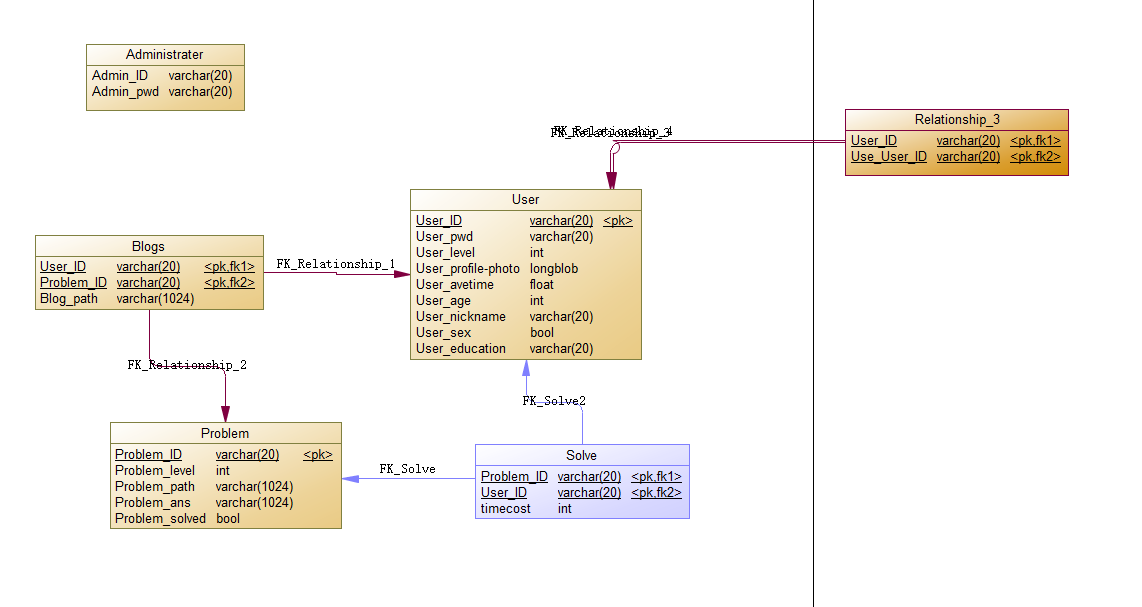 Administrater
Admin_ID varchar(20)
Admin_pwd varchar(20)
FK_Relationship_4
FK_Relationship_3
Relationship_3
User_ID varchar(20) <pk,fk1>
Use_User_ID varchar(20) <pk,fk2>
User
User_ID varchar(20) <pk>
User_pwd varchar(20)
User_level int
User_profile-photo longblob
User_avetime float
User_age int
User_nickname varchar(20)
User_sex bool
User_education varchar(20)
Blogs
User_ID varchar(20) <pk,fk1>
Problem_ID varchar(20) <pk,fk2>
Blog_path varchar(1024)
FK_Relationship_1
FK_Relationship_2
FK_Solve2
Problem
Problem_ID varchar(20) <pk>
Problem_level int
Problem_path varchar(1024)
Problem_ans varchar(1024)
Problem_solved bool
FK_Solve
Solve
Problem_ID varchar(20) <pk,fk1>
User_ID varchar(20) <pk,fk2>
timecost int